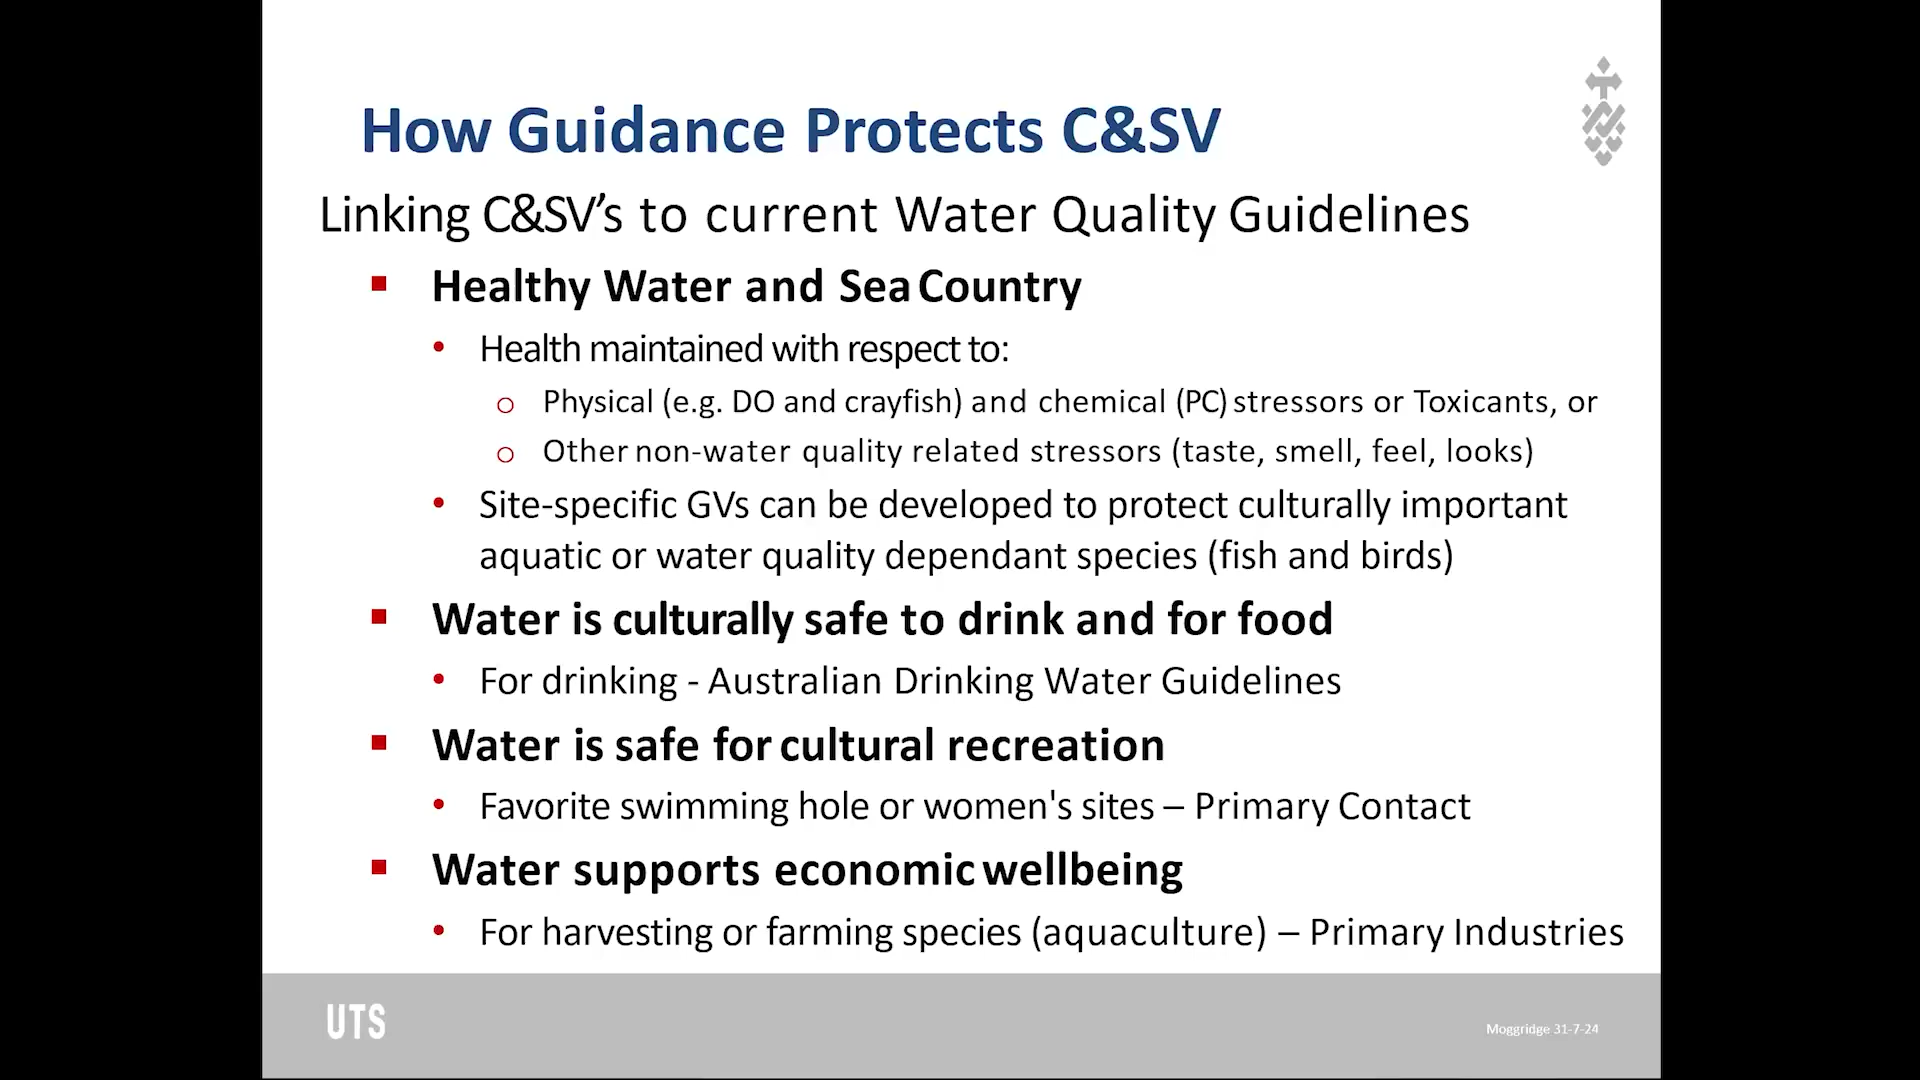 How Guidance Protects C&SV
Linking C&SV's to current Water Quality Guidelines
Healthy Water and Sea Country
Health maintained with respect to:
Physical (e.g. DO and crayfish) and chemical (PC) stressors or Toxicants, or
Other non-water quality related stressors (taste, smell, feel, looks)
Site-specific GVs can be developed to protect culturally important
aquatic or water quality dependant species (fish and birds)
Water is culturally safe to drink and for food
For drinking - Australian Drinking Water Guidelines
Water is safe for cultural recreation
Favorite swimming hole or women's sites – Primary Contact
Water supports economic wellbeing
For harvesting or farming species (aquaculture) – Primary Industries
UTS
Moggridge 31-7-24